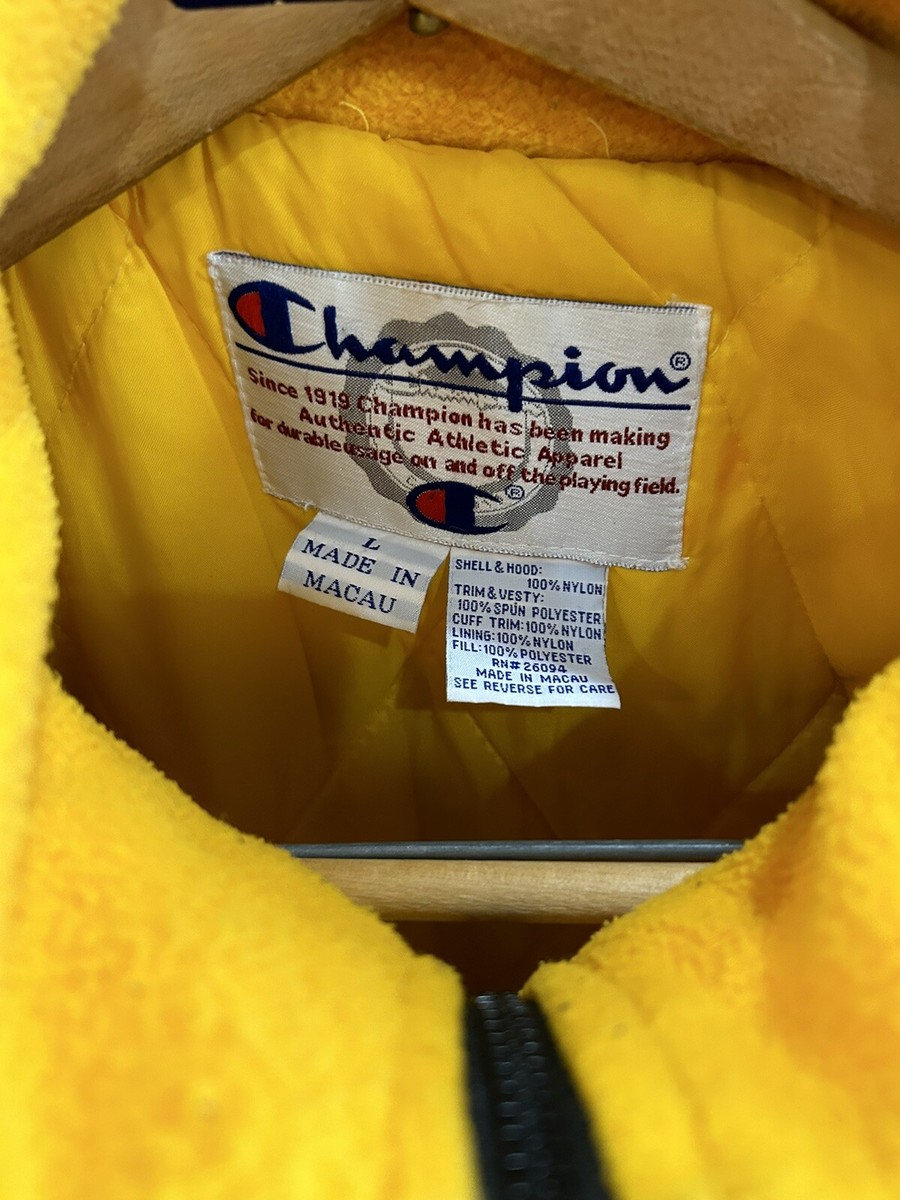 Champion®
Since 1919 Champion has been making
Authentic Athletic Apparel
for durable usage on and off the playing field.
®
L
MADE IN
MACAU
SHELL & HOOD:
100% NYLON
TRIM & VESTY:
100% SPUN POLYESTER
CUFF TRIM: 100% NYLON
LINING: 100% NYLON
FILL: 100% POLYESTER
RN# 26094
MADE IN MACAU
SEE REVERSE FOR CARE